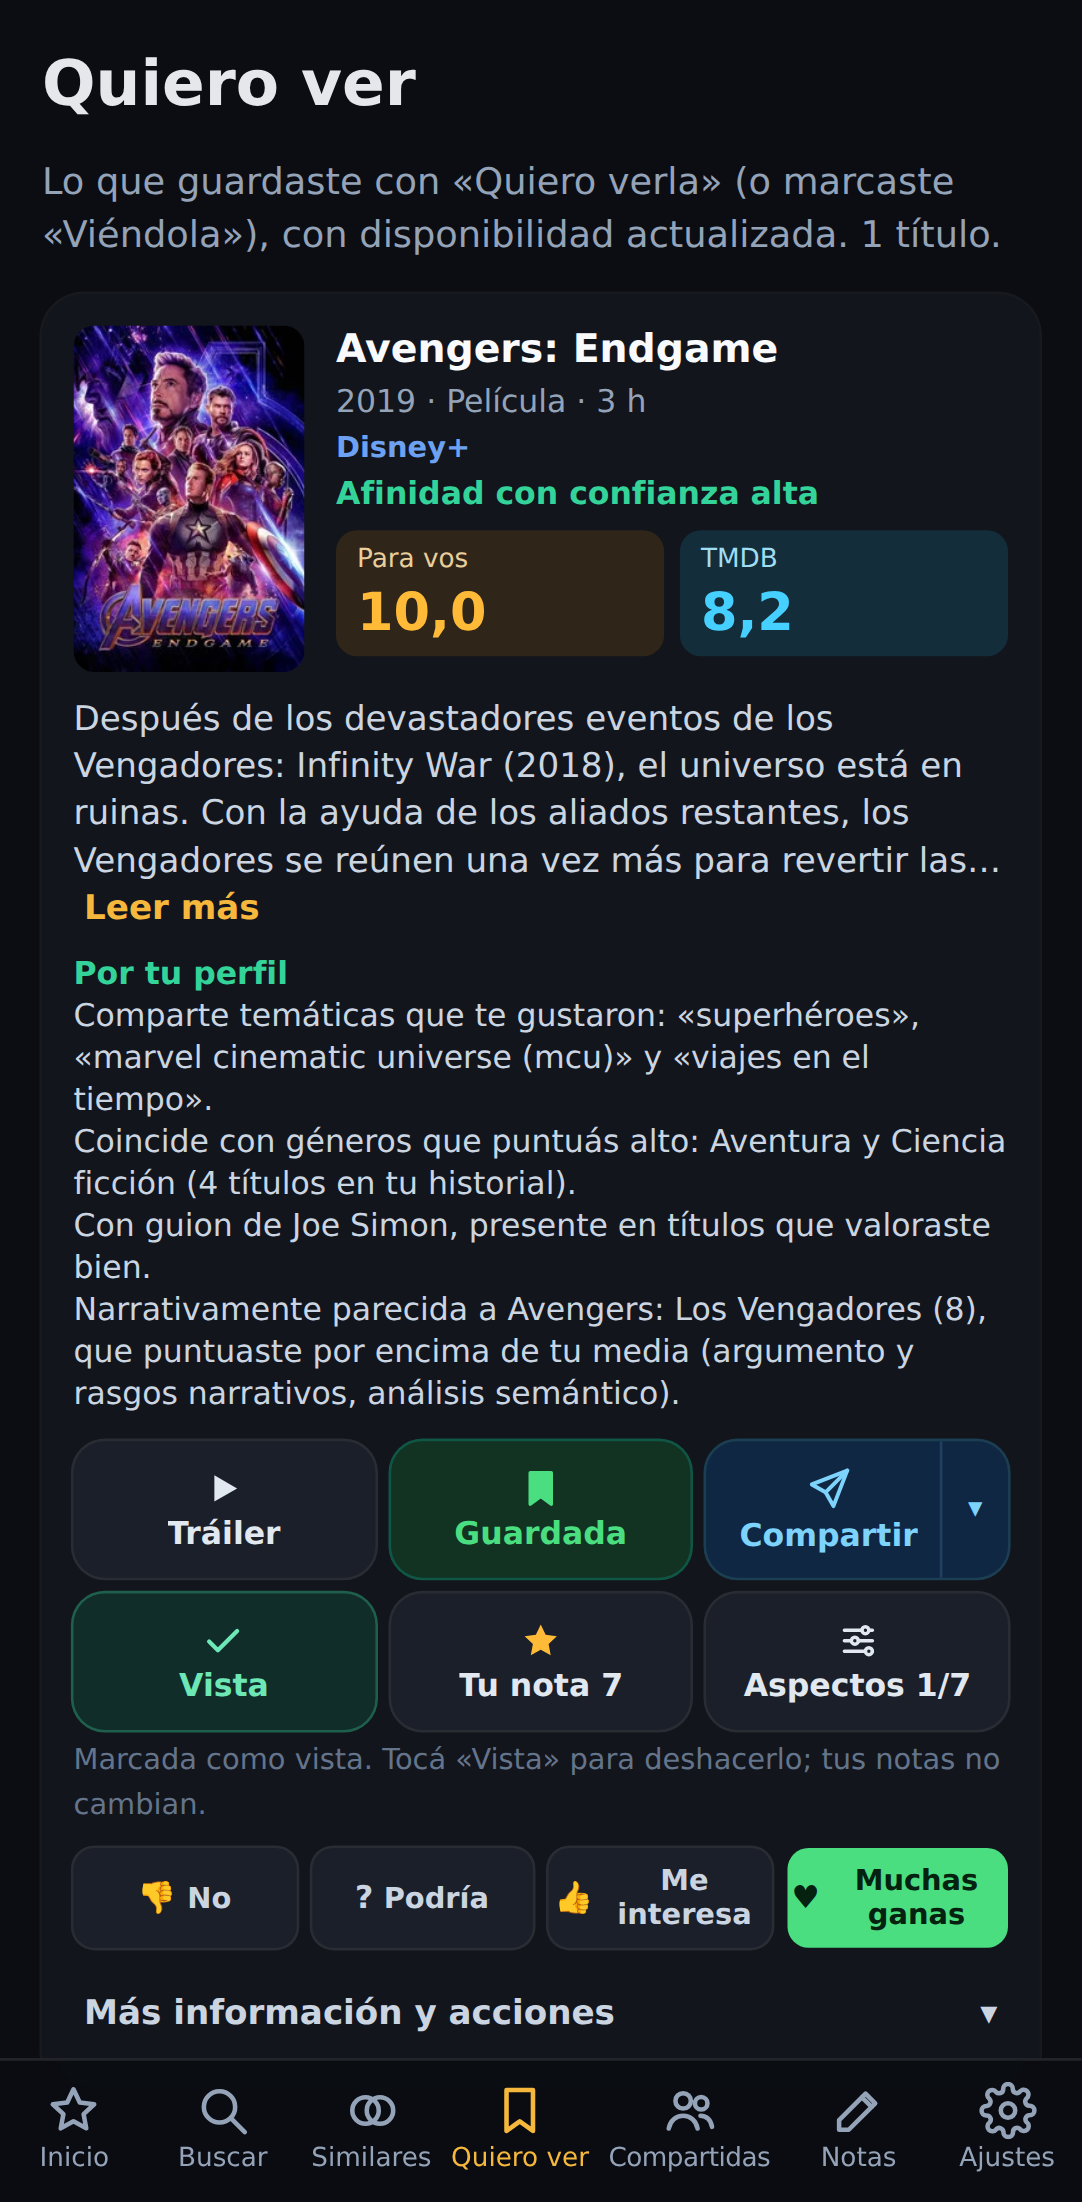 Quiero ver
Lo que guardaste con «Quiero verla» (o marcaste
«Viéndola»), con disponibilidad actualizada. 1 título.
AVENGERS
ENDGAME
Avengers: Endgame
2019 · Película · 3 h
Disney+
Afinidad con confianza alta
Para vos
10,0
TMDB
8,2
Después de los devastadores eventos de los
Vengadores: Infinity War (2018), el universo está en
ruinas. Con la ayuda de los aliados restantes, los
Vengadores se reúnen una vez más para revertir las...
Leer más
Por tu perfil
Comparte temáticas que te gustaron: «superhéroes»,
«marvel cinematic universe (mcu)» y «viajes en el
tiempo».
Coincide con géneros que puntuás alto: Aventura y Ciencia
ficción (4 títulos en tu historial).
Con guion de Joe Simon, presente en títulos que valoraste
bien.
Narrativamente parecida a Avengers: Los Vengadores (8),
que puntuaste por encima de tu media (argumento y
rasgos narrativos, análisis semántico).
Tráiler
Guardada
Compartir
▼
Vista
Tu nota 7
Aspectos 1/7
Marcada como vista. Tocá «Vista» para deshacerlo; tus notas no
cambian.
👎 No
? Podría
👍 Me
interesa
♥ Muchas
ganas
Más información y acciones ▼
Inicio
Buscar
Similares
Quiero ver
Compartidas
Notas
Ajustes